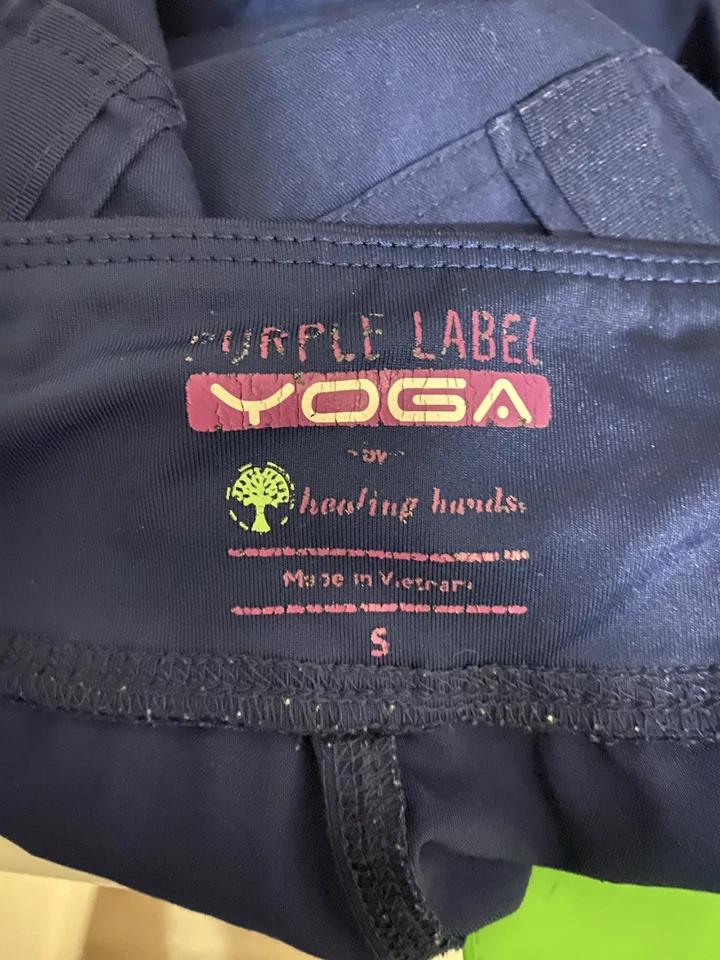 PURPLE LABEL
YOGA
BY
healing hands
Made in Vietnam
S